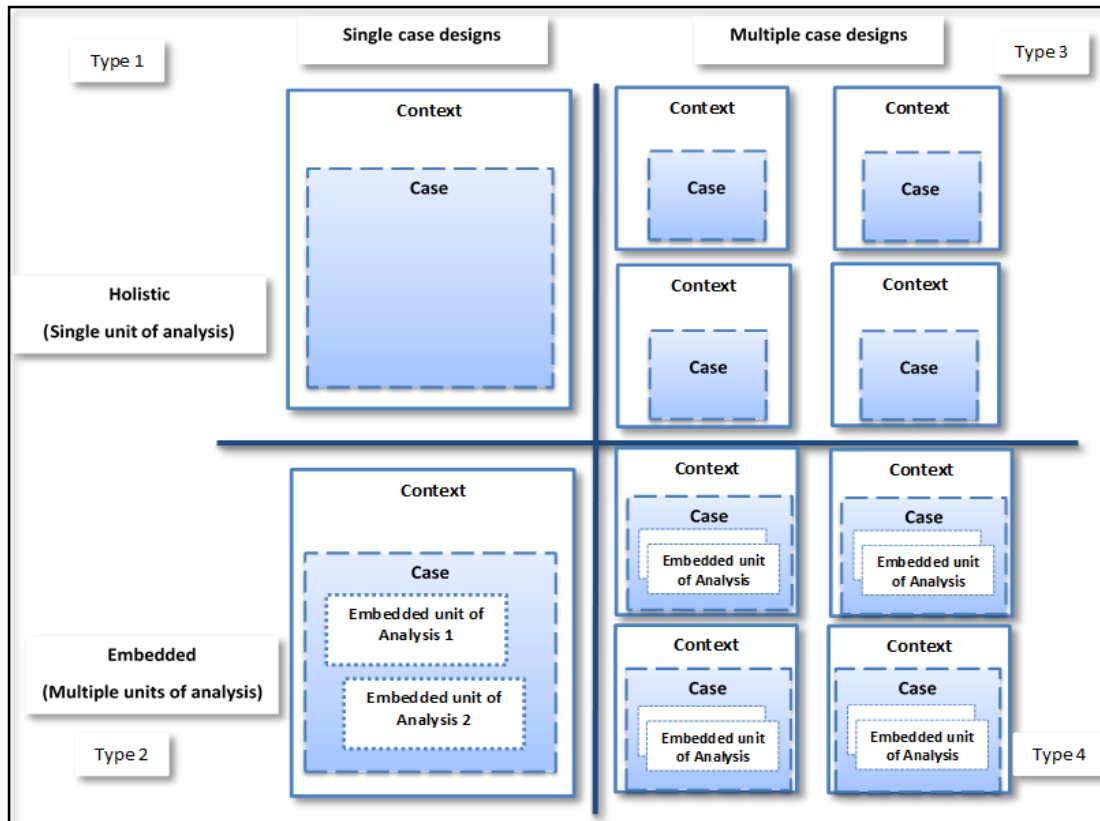 Single case designs
Multiple case designs
Type 1
Type 3
Context
Case
Context
Case
Context
Case
Holistic
(Single unit of analysis)
Context
Case
Context
Case
Context
Case
Embedded unit of
Analysis 1
Embedded unit of
Analysis 2
Context
Case
Embedded unit
of Analysis
Context
Case
Embedded unit
of Analysis
Embedded
(Multiple units of analysis)
Type 2
Context
Case
Embedded unit
of Analysis
Context
Case
Embedded unit
of Analysis
Type 4